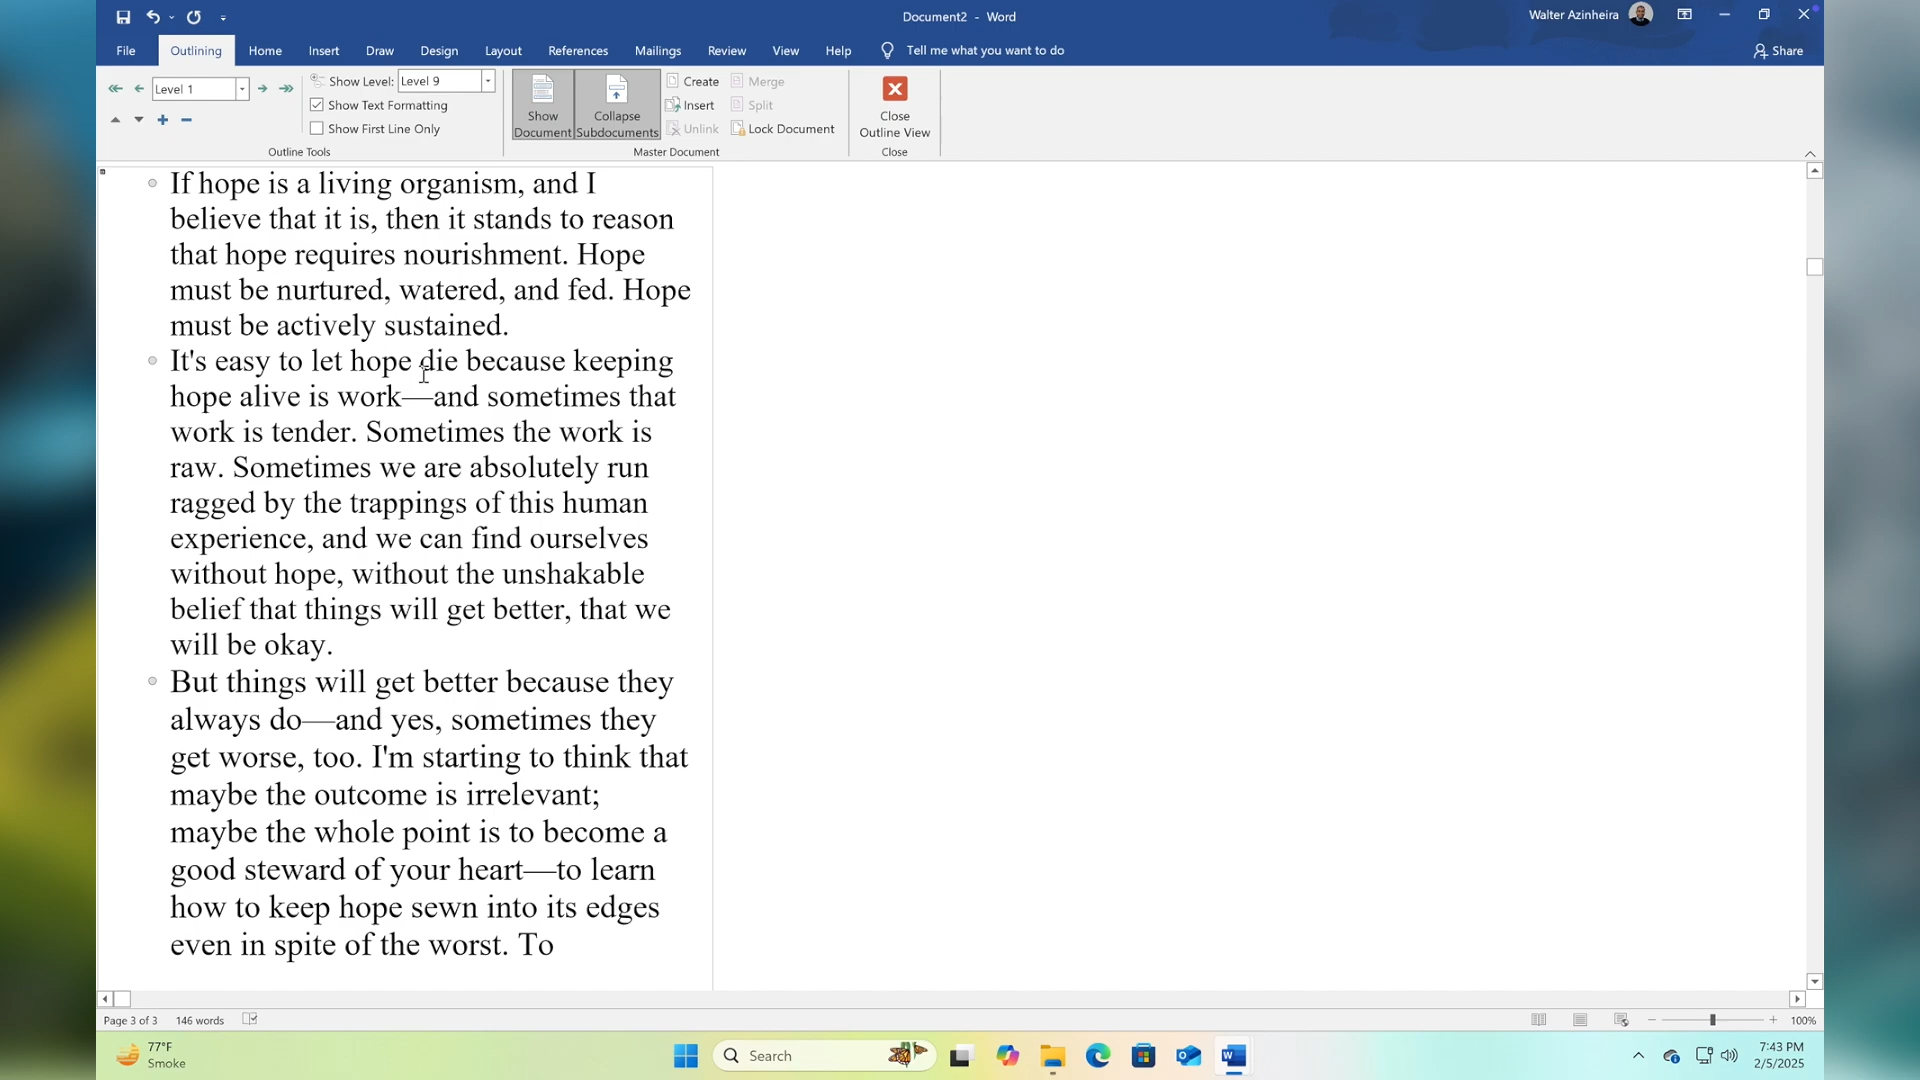 Document2 - Word
Walter Azinheira
File
Outlining
Home
Insert
Draw
Design
Layout
References
Mailings
Review
View
Help
Tell me what you want to do
Share
Level 1
Show Level:
Level 9
Show Text Formatting
Show First Line Only
Outline Tools
Show
Document
Collapse
Subdocuments
Create
Insert
Unlink
Merge
Split
Lock Document
Master Document
Close
Outline View
Close
If hope is a living organism, and I
believe that it is, then it stands to reason
that hope requires nourishment. Hope
must be nurtured, watered, and fed. Hope
must be actively sustained.
It's easy to let hope die because keeping
hope alive is work—and sometimes that
work is tender. Sometimes the work is
raw. Sometimes we are absolutely run
ragged by the trappings of this human
experience, and we can find ourselves
without hope, without the unshakable
belief that things will get better, that we
will be okay.
But things will get better because they
always do—and yes, sometimes they
get worse, too. I'm starting to think that
maybe the outcome is irrelevant;
maybe the whole point is to become a
good steward of your heart—to learn
how to keep hope sewn into its edges
even in spite of the worst. To
Page 3 of 3
146 words
100%
77°F
Smoke
Search
7:43 PM
2/5/2025